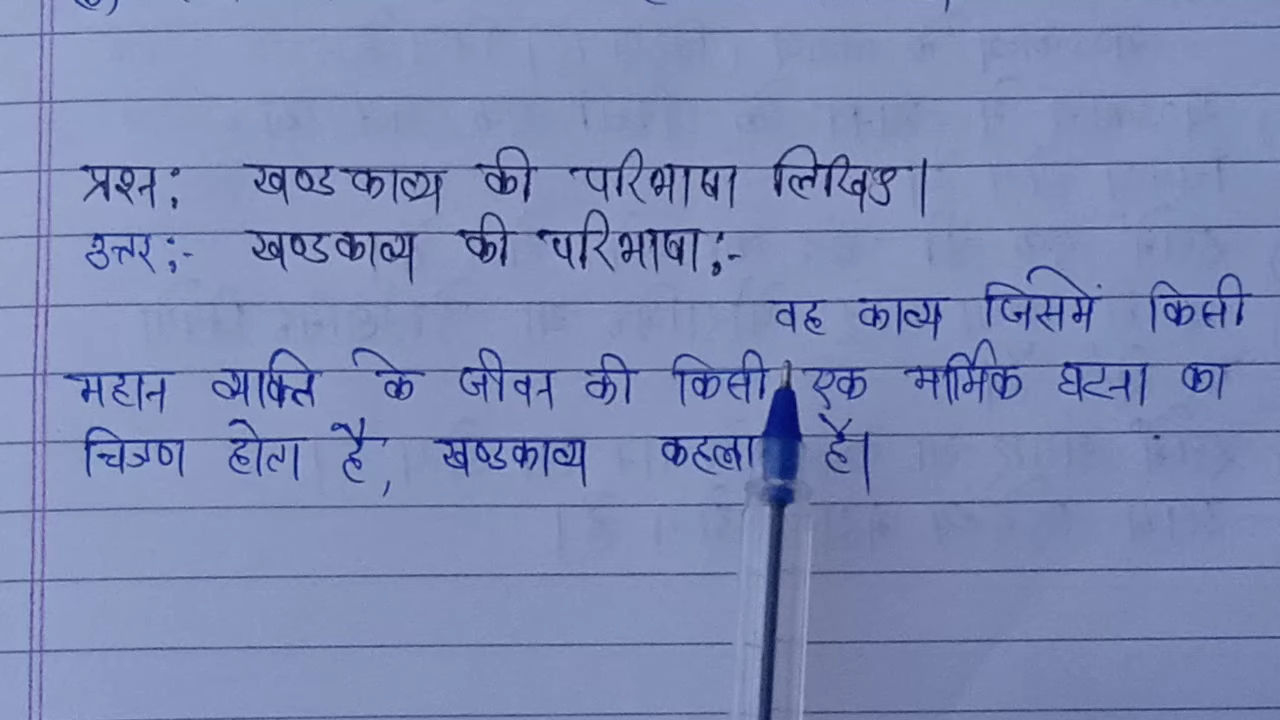 प्रश्न: खण्डकाव्य की परिभाषा लिखिए।
उत्तर:- खण्डकाव्य की परिभाषा:-
वह काव्य जिसमें किसी
महान व्यक्ति के जीवन की किसी एक मार्मिक घटना का
चित्रण होता है, खण्डकाव्य कहला है।